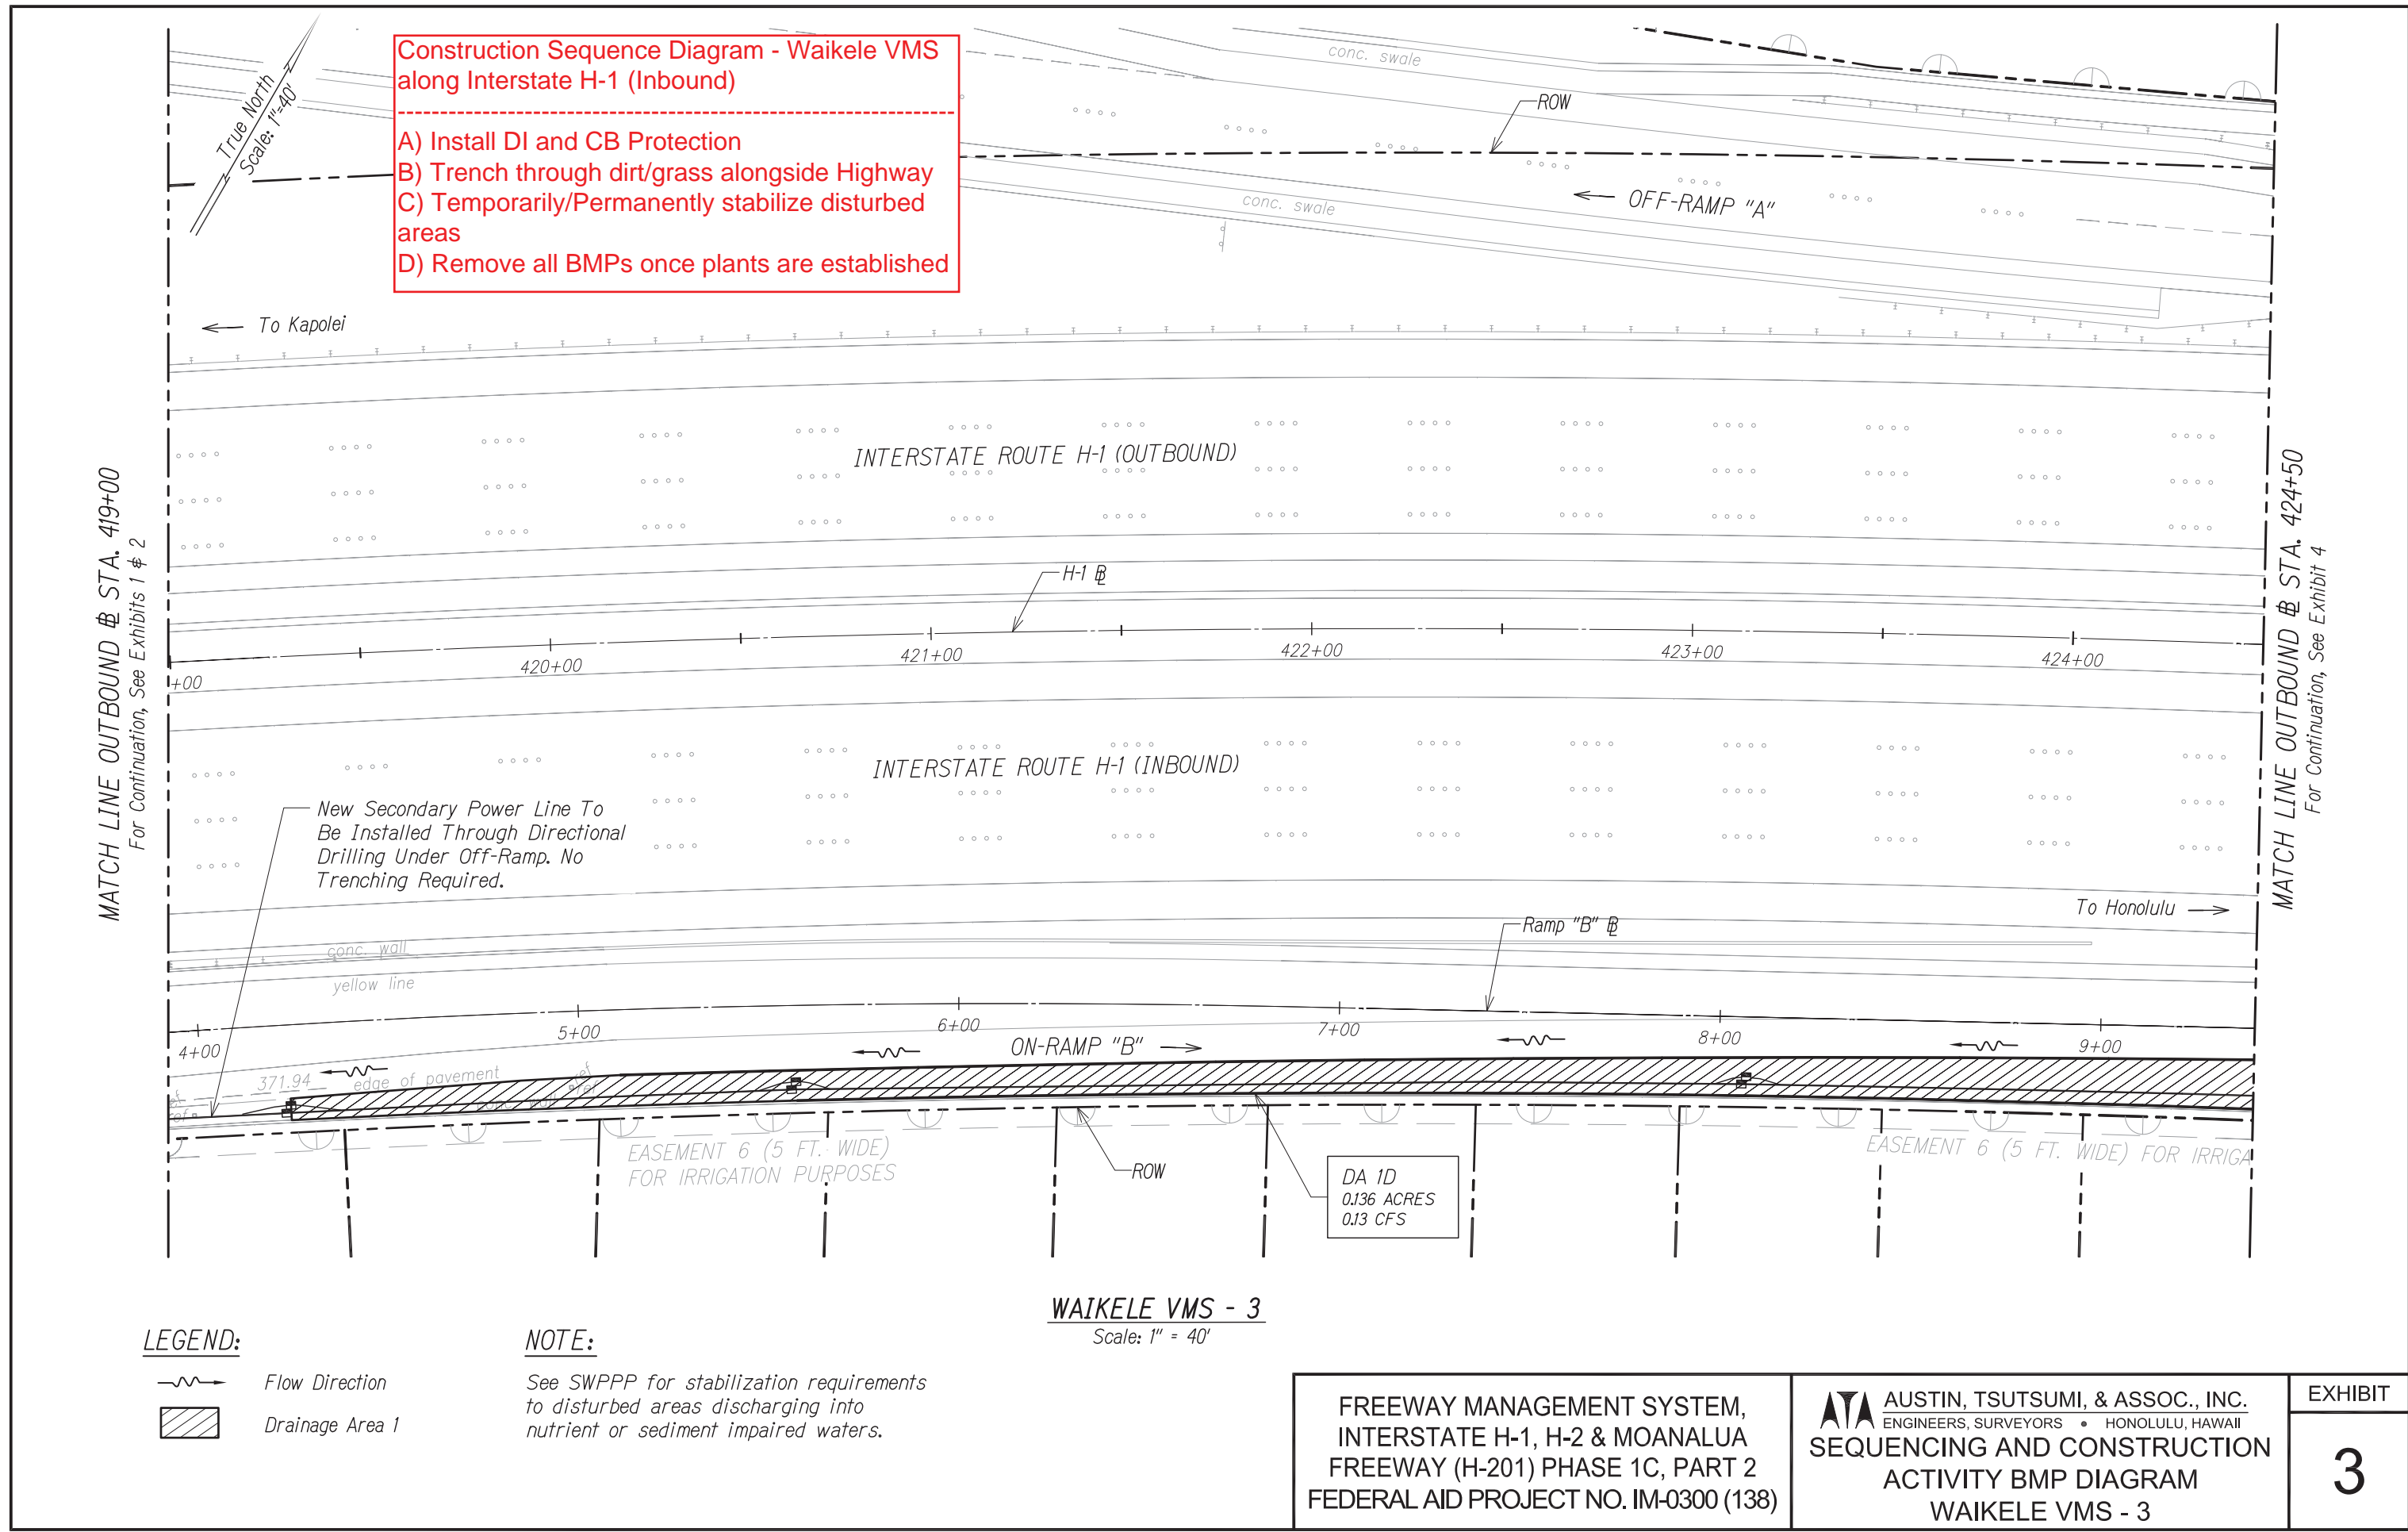 Construction Sequence Diagram - Waikele VMS
along Interstate H-1 (Inbound)
A) Install DI and CB Protection
B) Trench through dirt/grass alongside Highway
C) Temporarily/Permanently stabilize disturbed
areas
D) Remove all BMPs once plants are established
True North
Scale: 1"=40'
conc. swale
ROW
OFF-RAMP "A"
conc. swale
To Kapolei
INTERSTATE ROUTE H-1 (OUTBOUND)
MATCH LINE OUTBOUND ℄ STA. 419+00
For Continuation, See Exhibits 1 & 2
MATCH LINE OUTBOUND ℄ STA. 424+50
For Continuation, See Exhibit 4
H-1 ℄
+00
420+00
421+00
422+00
423+00
424+00
INTERSTATE ROUTE H-1 (INBOUND)
New Secondary Power Line To
Be Installed Through Directional
Drilling Under Off-Ramp. No
Trenching Required.
To Honolulu
Ramp "B" ℄
conc. wall
yellow line
4+00
5+00
6+00
7+00
8+00
9+00
ON-RAMP "B"
371.94
edge of pavement
EASEMENT 6 (5 FT. WIDE)
FOR IRRIGATION PURPOSES
ROW
DA 1D
0.136 ACRES
0.13 CFS
EASEMENT 6 (5 FT. WIDE) FOR IRRIGA
WAIKELE VMS - 3
Scale: 1" = 40'
LEGEND:
Flow Direction
Drainage Area 1
NOTE:
See SWPPP for stabilization requirements
to disturbed areas discharging into
nutrient or sediment impaired waters.
FREEWAY MANAGEMENT SYSTEM,
INTERSTATE H-1, H-2 & MOANALUA
FREEWAY (H-201) PHASE 1C, PART 2
FEDERAL AID PROJECT NO. IM-0300 (138)
ATA AUSTIN, TSUTSUMI, & ASSOC., INC.
ENGINEERS, SURVEYORS • HONOLULU, HAWAII
SEQUENCING AND CONSTRUCTION
ACTIVITY BMP DIAGRAM
WAIKELE VMS - 3
EXHIBIT
3